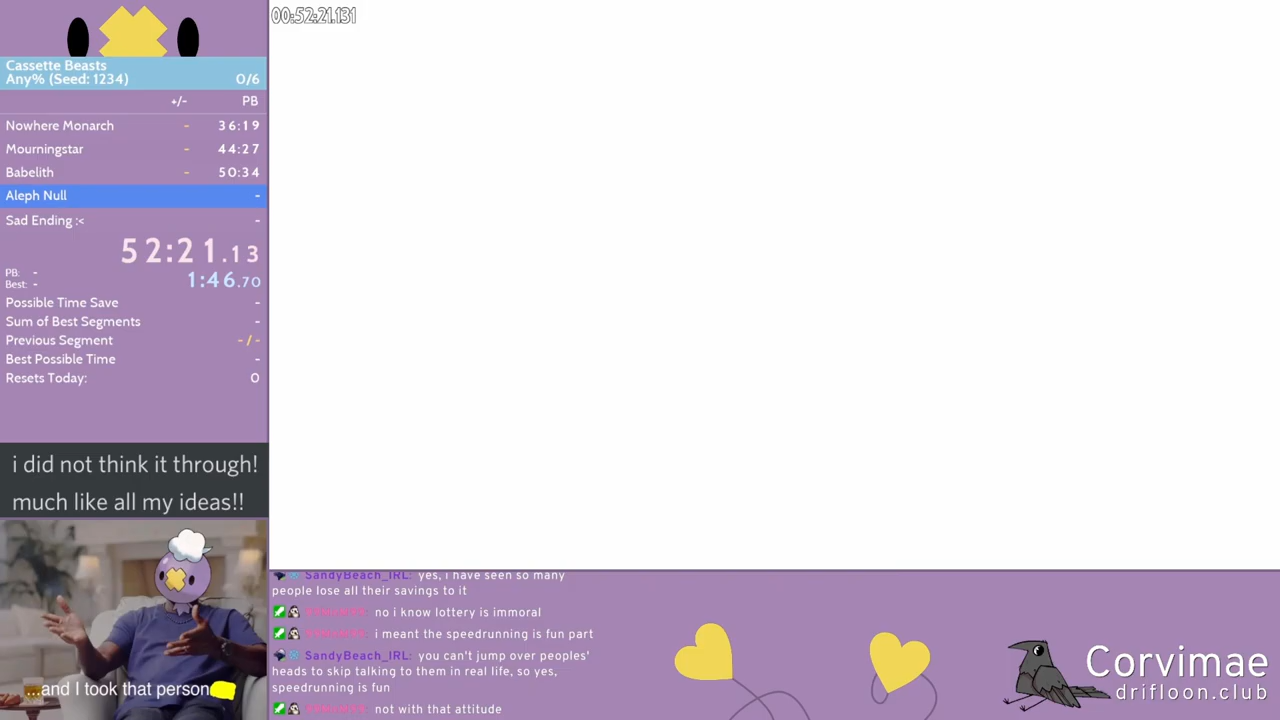 00:52:21.131
Cassette Beasts
Any% (Seed: 1234) 0/6
+/- PB
Nowhere Monarch - 36:19
Mourningstar - 44:27
Babelith - 50:34
Aleph Null -
Sad Ending :< -
52:21.13
PB: -
Best: -
1:46.70
Possible Time Save -
Sum of Best Segments -
Previous Segment - / -
Best Possible Time -
Resets Today: 0
i did not think it through!
much like all my ideas!!
...and I took that person
SandyBeach_IRL: yes, i have seen so many
people lose all their savings to it
no i know lottery is immoral
i meant the speedrunning is fun part
SandyBeach_IRL: you can't jump over peoples'
heads to skip talking to them in real life, so yes,
speedrunning is fun
not with that attitude
Corvimae
drifloon.club